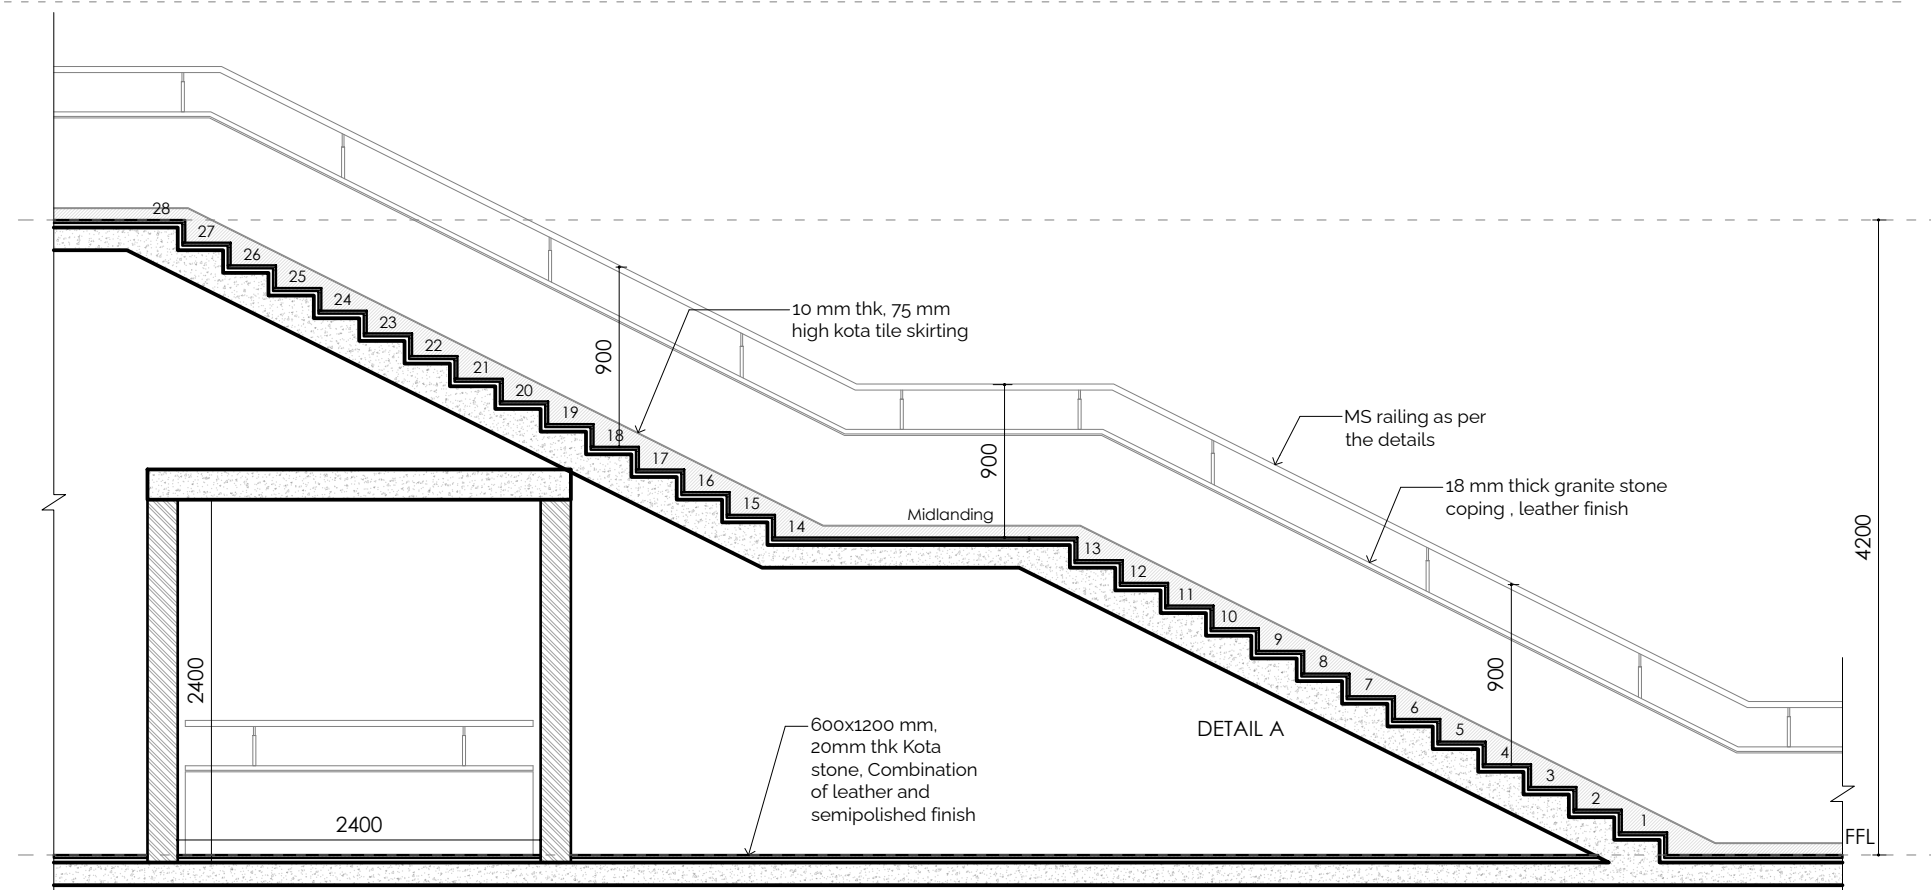 28
27
26
25
24
23
22
21
20
19
18
17
16
15
14
13
12
11
10
9
8
7
6
5
4
3
2
1
10 mm thk, 75 mm
high kota tile skirting
900
Midlanding
900
MS railing as per
the details
18 mm thick granite stone
coping , leather finish
900
4200
FFL
DETAIL A
600x1200 mm,
20mm thk Kota
stone, Combination
of leather and
semipolished finish
2400
2400